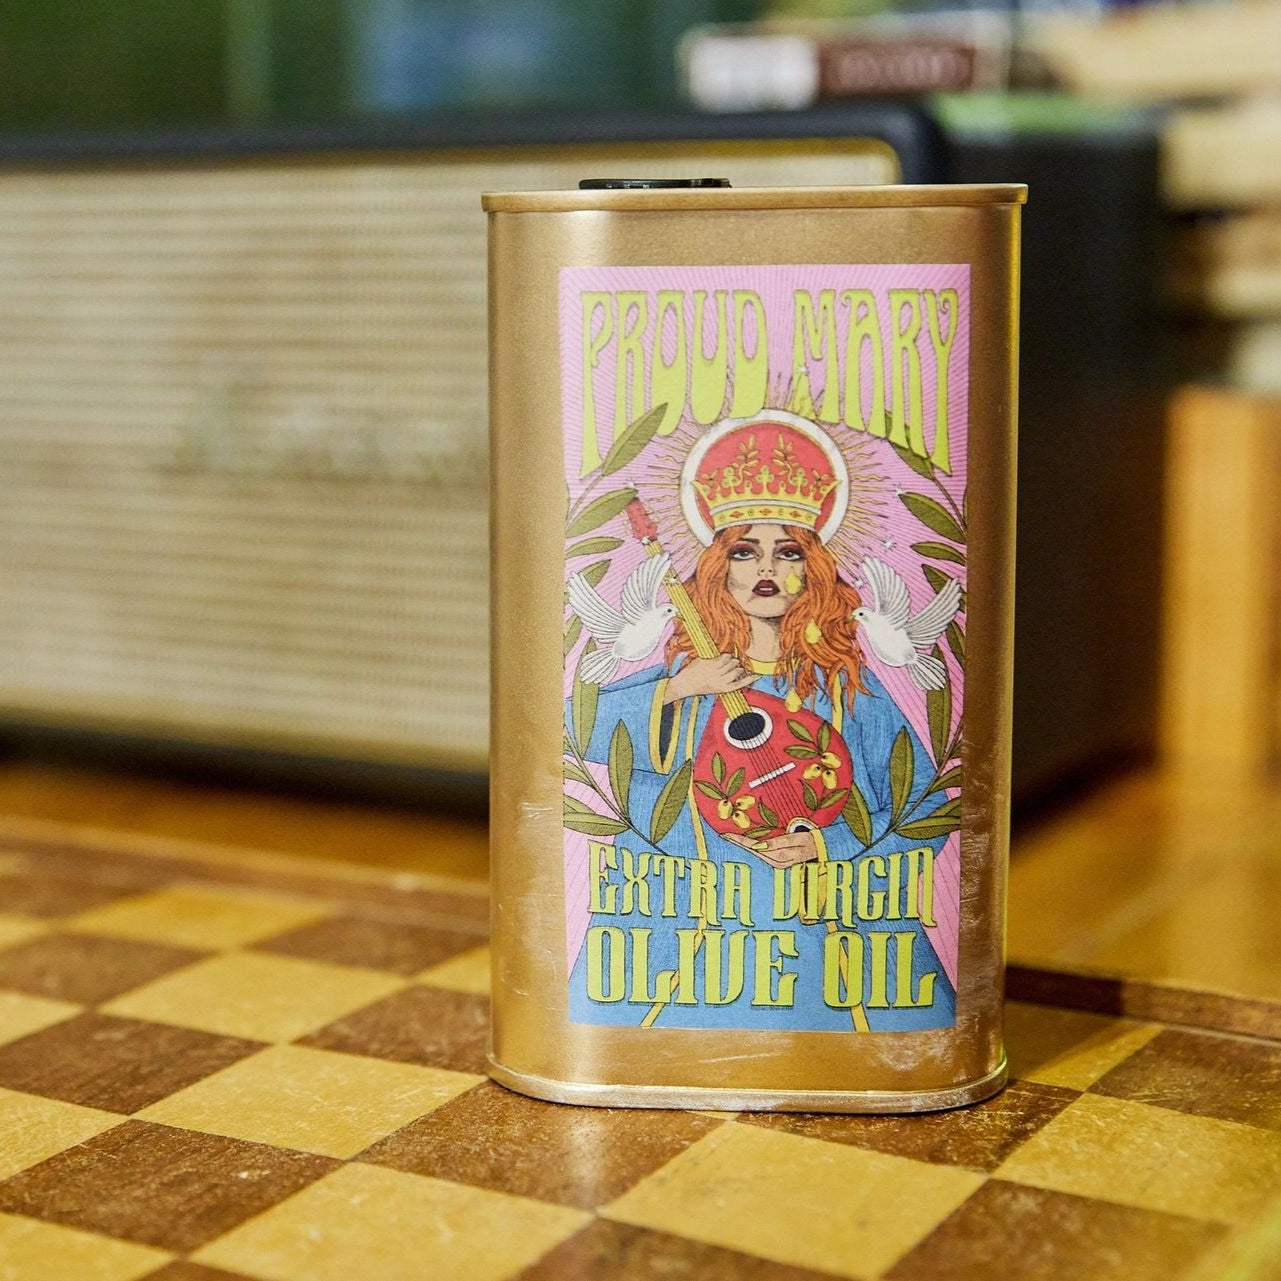 PROUD MARY
EXTRA VIRGIN
OLIVE OIL